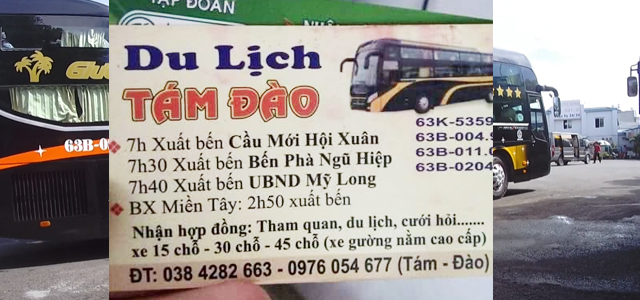 TẬP ĐOÀN
Du Lịch
TÁM ĐÀO
63K-5359
63B-004.
63B-011.
63B-0204
7h Xuất bến Cầu Mới Hội Xuân
7h30 Xuất bến Bến Phà Ngũ Hiệp
7h40 Xuất bến UBND Mỹ Long
BX Miền Tây: 2h50 xuất bến
Nhận hợp đồng: Tham quan, du lịch, cưới hỏi.......
xe 15 chỗ - 30 chỗ - 45 chỗ (xe gường nằm cao cấp)
ĐT: 038 4282 663 - 0976 054 677 (Tám - Đào)
63B-0